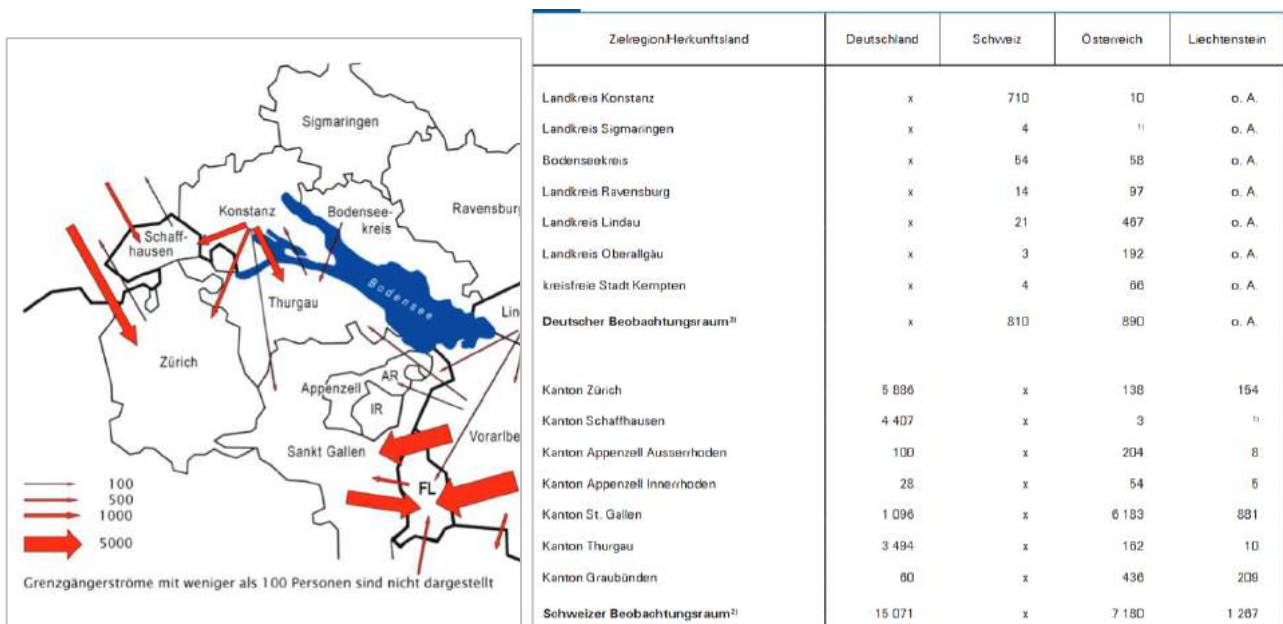 Sigmaringen
Konstanz
Bodensee-
kreis
Ravensburg
Schaff-
hausen
Thurgau
Bodensee
Lin
Zürich
Appenzell
AR
IR
Sankt Gallen
Vorarlbe
FL
100
500
1000
5000
Grenzgängerströme mit weniger als 100 Personen sind nicht dargestellt
Zielregion/Herkunftsland Deutschland Schweiz Österreich Liechtenstein
Landkreis Konstanz x 710 10 o. A.
Landkreis Sigmaringen x 4 1) o. A.
Bodenseekreis x 54 58 o. A.
Landkreis Ravensburg x 14 97 o. A.
Landkreis Lindau x 21 467 o. A.
Landkreis Oberallgäu x 3 192 o. A.
kreisfreie Stadt Kempten x 4 66 o. A.
Deutscher Beobachtungsraum2) x 810 890 o. A.
Kanton Zürich 5 886 x 138 154
Kanton Schaffhausen 4 407 x 3 1)
Kanton Appenzell Ausserrhoden 100 x 204 8
Kanton Appenzell Innerrhoden 28 x 54 5
Kanton St. Gallen 1 096 x 6 183 881
Kanton Thurgau 3 494 x 162 10
Kanton Graubünden 60 x 436 209
Schweizer Beobachtungsraum2) 15 071 x 7 180 1 267